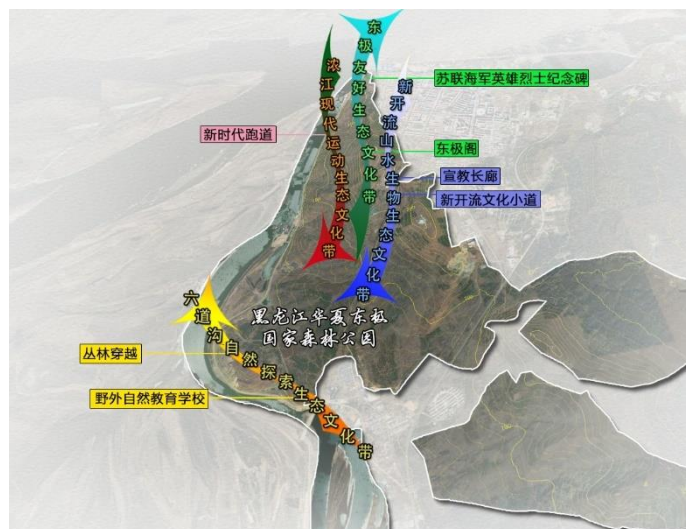 浓江现代运动生态文化带
东极友好生态文化带
新开流山水生物生态文化带
苏联海军英雄烈士纪念碑
新时代跑道
东极阁
宣教长廊
新开流文化小道
六道沟自然探索生态文化带
黑龙江华夏东极
国家森林公园
丛林穿越
野外自然教育学校